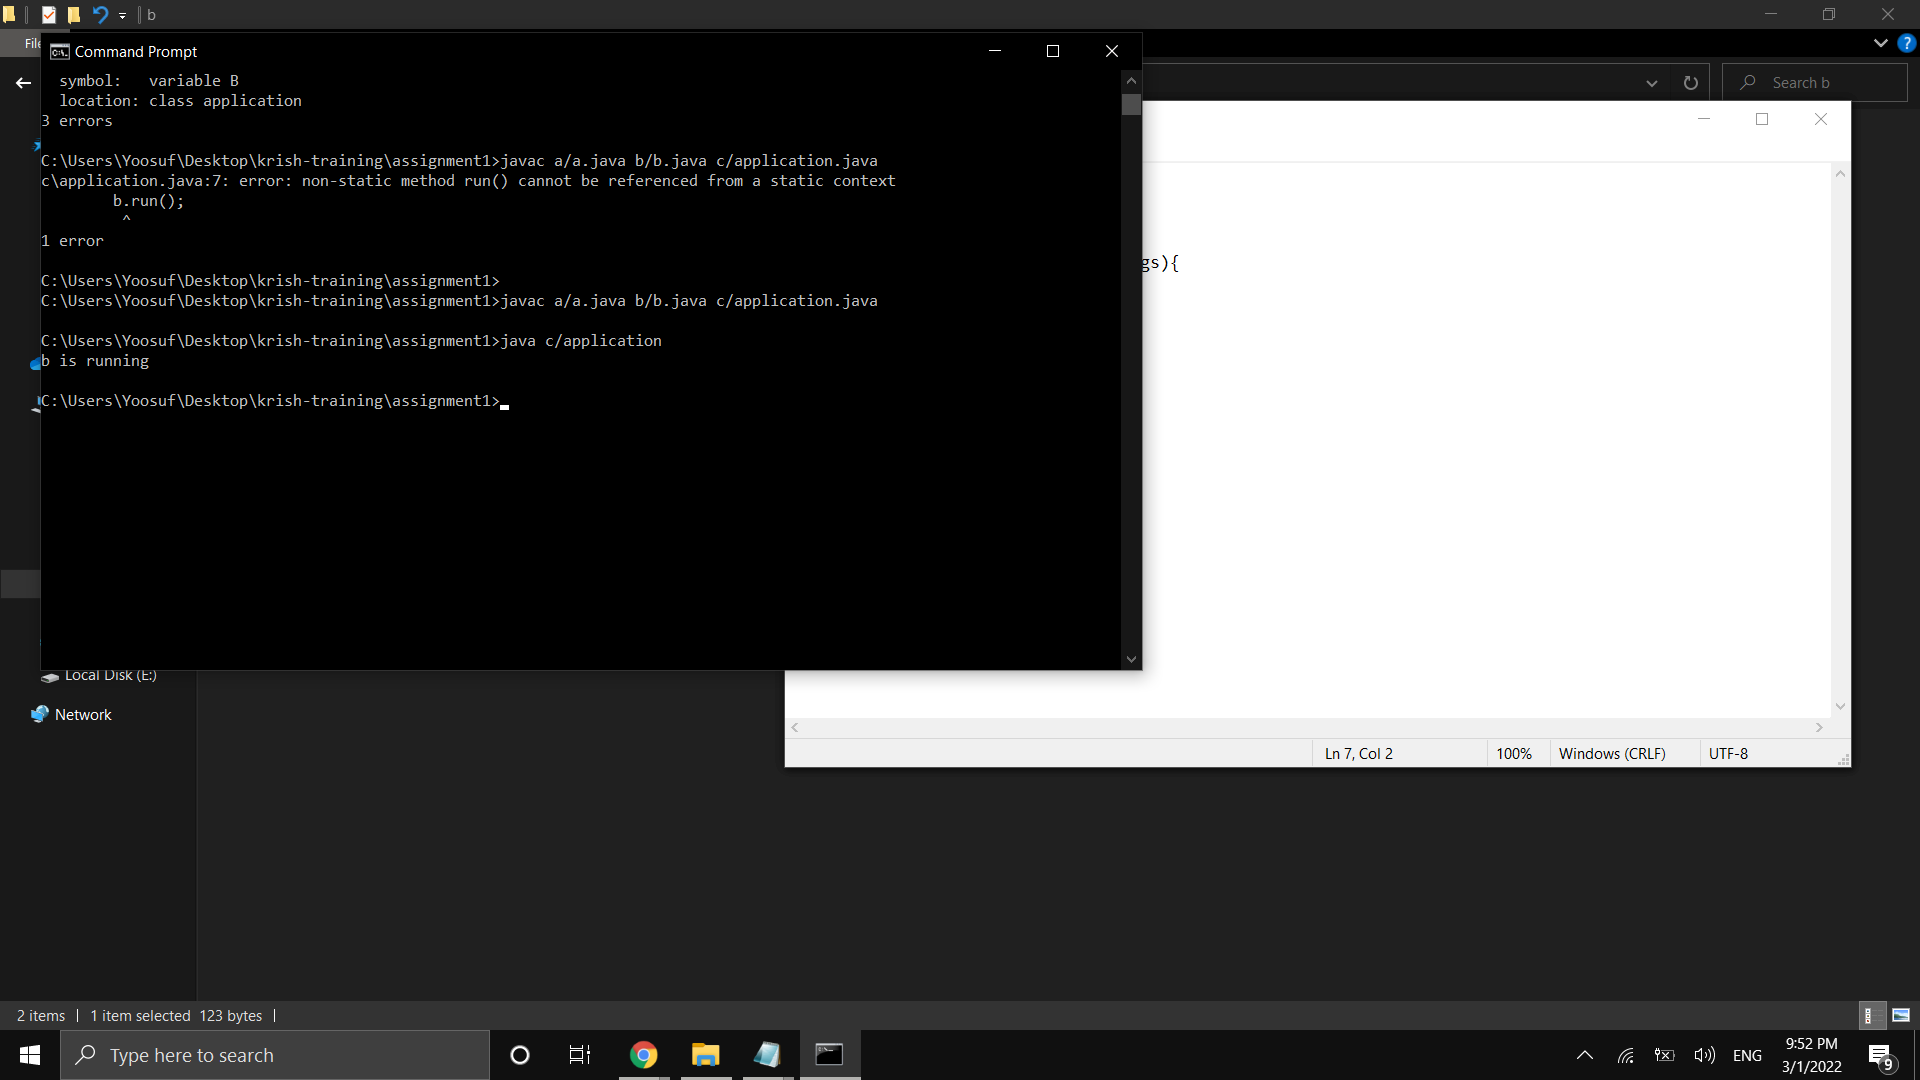 b
File
Command Prompt
symbol:   variable B
location: class application
3 errors
C:\Users\Yoosuf\Desktop\krish-training\assignment1>javac a/a.java b/b.java c/application.java
c\application.java:7: error: non-static method run() cannot be referenced from a static context
b.run();
^
1 error
C:\Users\Yoosuf\Desktop\krish-training\assignment1>
C:\Users\Yoosuf\Desktop\krish-training\assignment1>javac a/a.java b/b.java c/application.java
C:\Users\Yoosuf\Desktop\krish-training\assignment1>java c/application
b is running
C:\Users\Yoosuf\Desktop\krish-training\assignment1>
Search b
gs){
Local Disk (E:)
Network
Ln 7, Col 2
100%
Windows (CRLF)
UTF-8
2 items
1 item selected 123 bytes
Type here to search
ENG
9:52 PM
3/1/2022
9